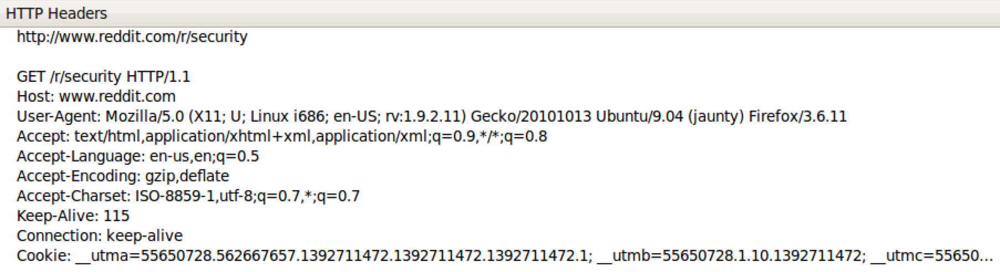 HTTP Headers
http://www.reddit.com/r/security
GET /r/security HTTP/1.1
Host: www.reddit.com
User-Agent: Mozilla/5.0 (X11; U; Linux i686; en-US; rv:1.9.2.11) Gecko/20101013 Ubuntu/9.04 (jaunty) Firefox/3.6.11
Accept: text/html,application/xhtml+xml,application/xml;q=0.9,*/*;q=0.8
Accept-Language: en-us,en;q=0.5
Accept-Encoding: gzip,deflate
Accept-Charset: ISO-8859-1,utf-8;q=0.7,*;q=0.7
Keep-Alive: 115
Connection: keep-alive
Cookie: __utma=55650728.562667657.1392711472.1392711472.1392711472.1; __utmb=55650728.1.10.1392711472; __utmc=55650...